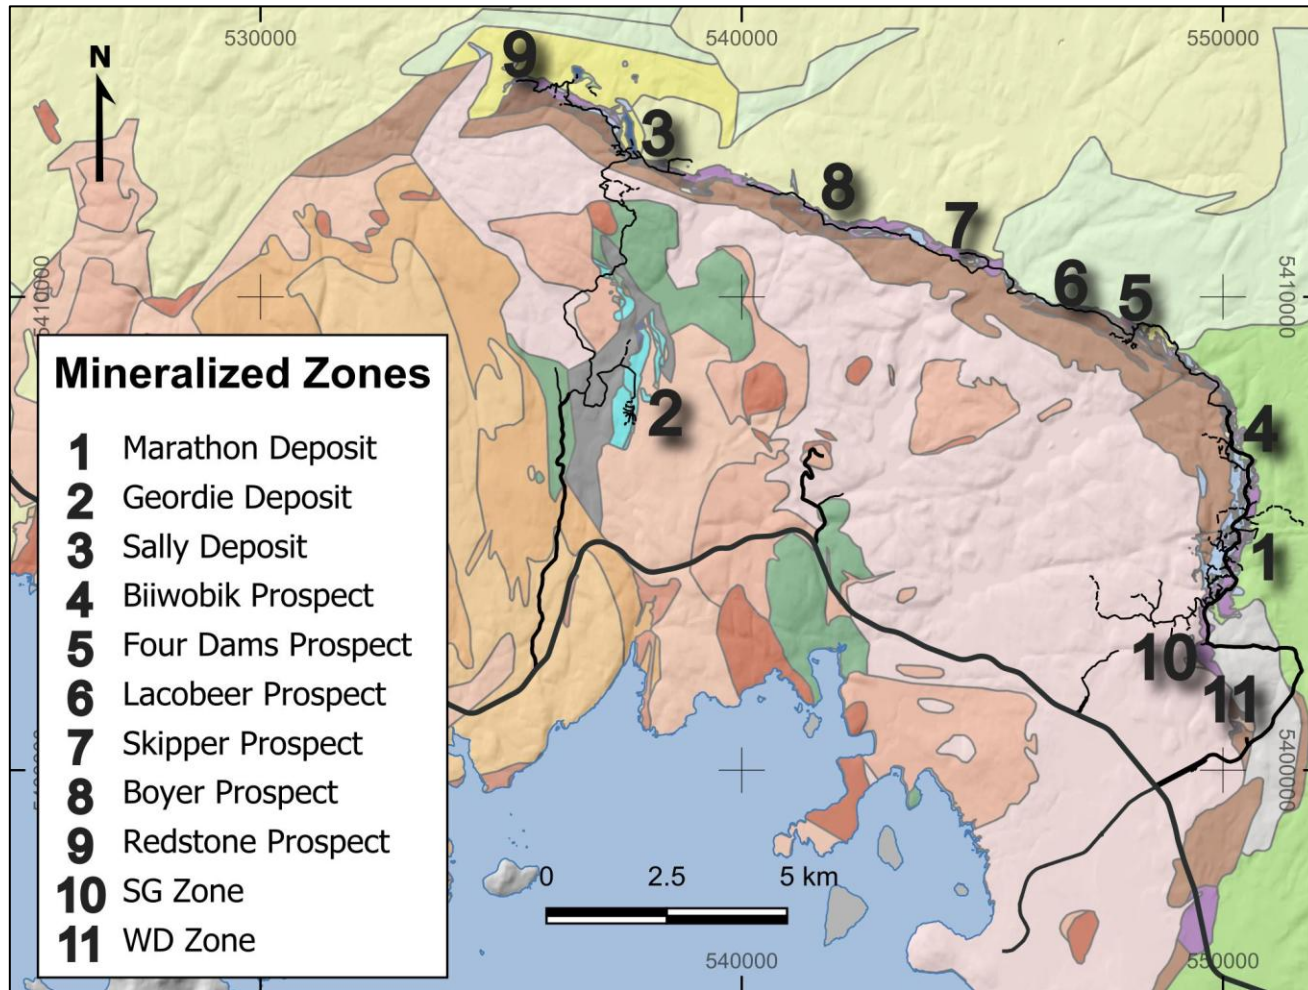 530000
540000
550000
N
9
3
8
7
6
5
4
2
1
10
11
5410000
5410000
Mineralized Zones
1 Marathon Deposit
2 Geordie Deposit
3 Sally Deposit
4 Biiwobik Prospect
5 Four Dams Prospect
6 Lacobeer Prospect
7 Skipper Prospect
8 Boyer Prospect
9 Redstone Prospect
10 SG Zone
11 WD Zone
5400000
0 2.5 5 km
540000
550000